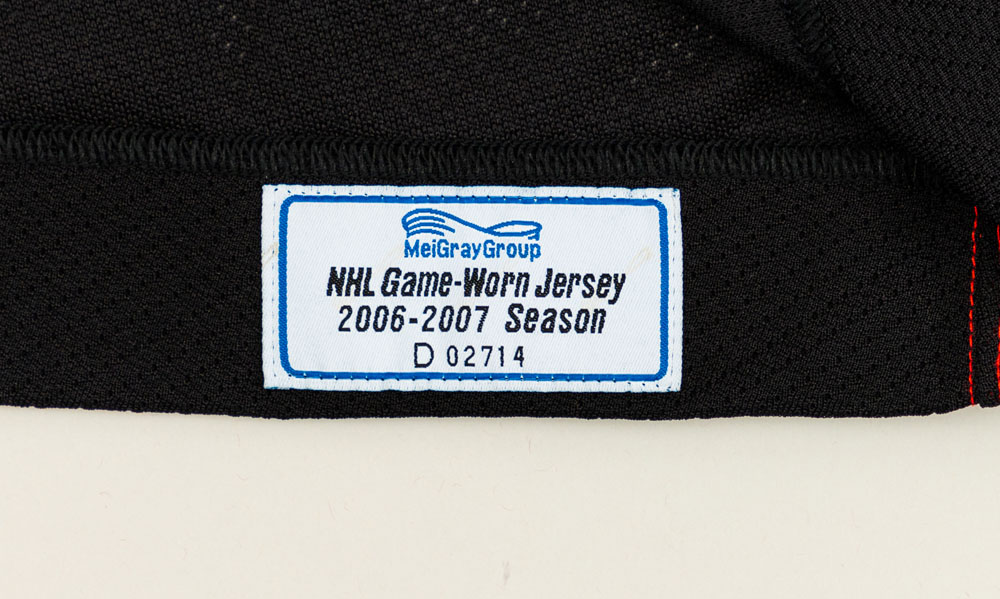 MeiGrayGroup
NHL Game-Worn Jersey
2006-2007 Season
D 02714